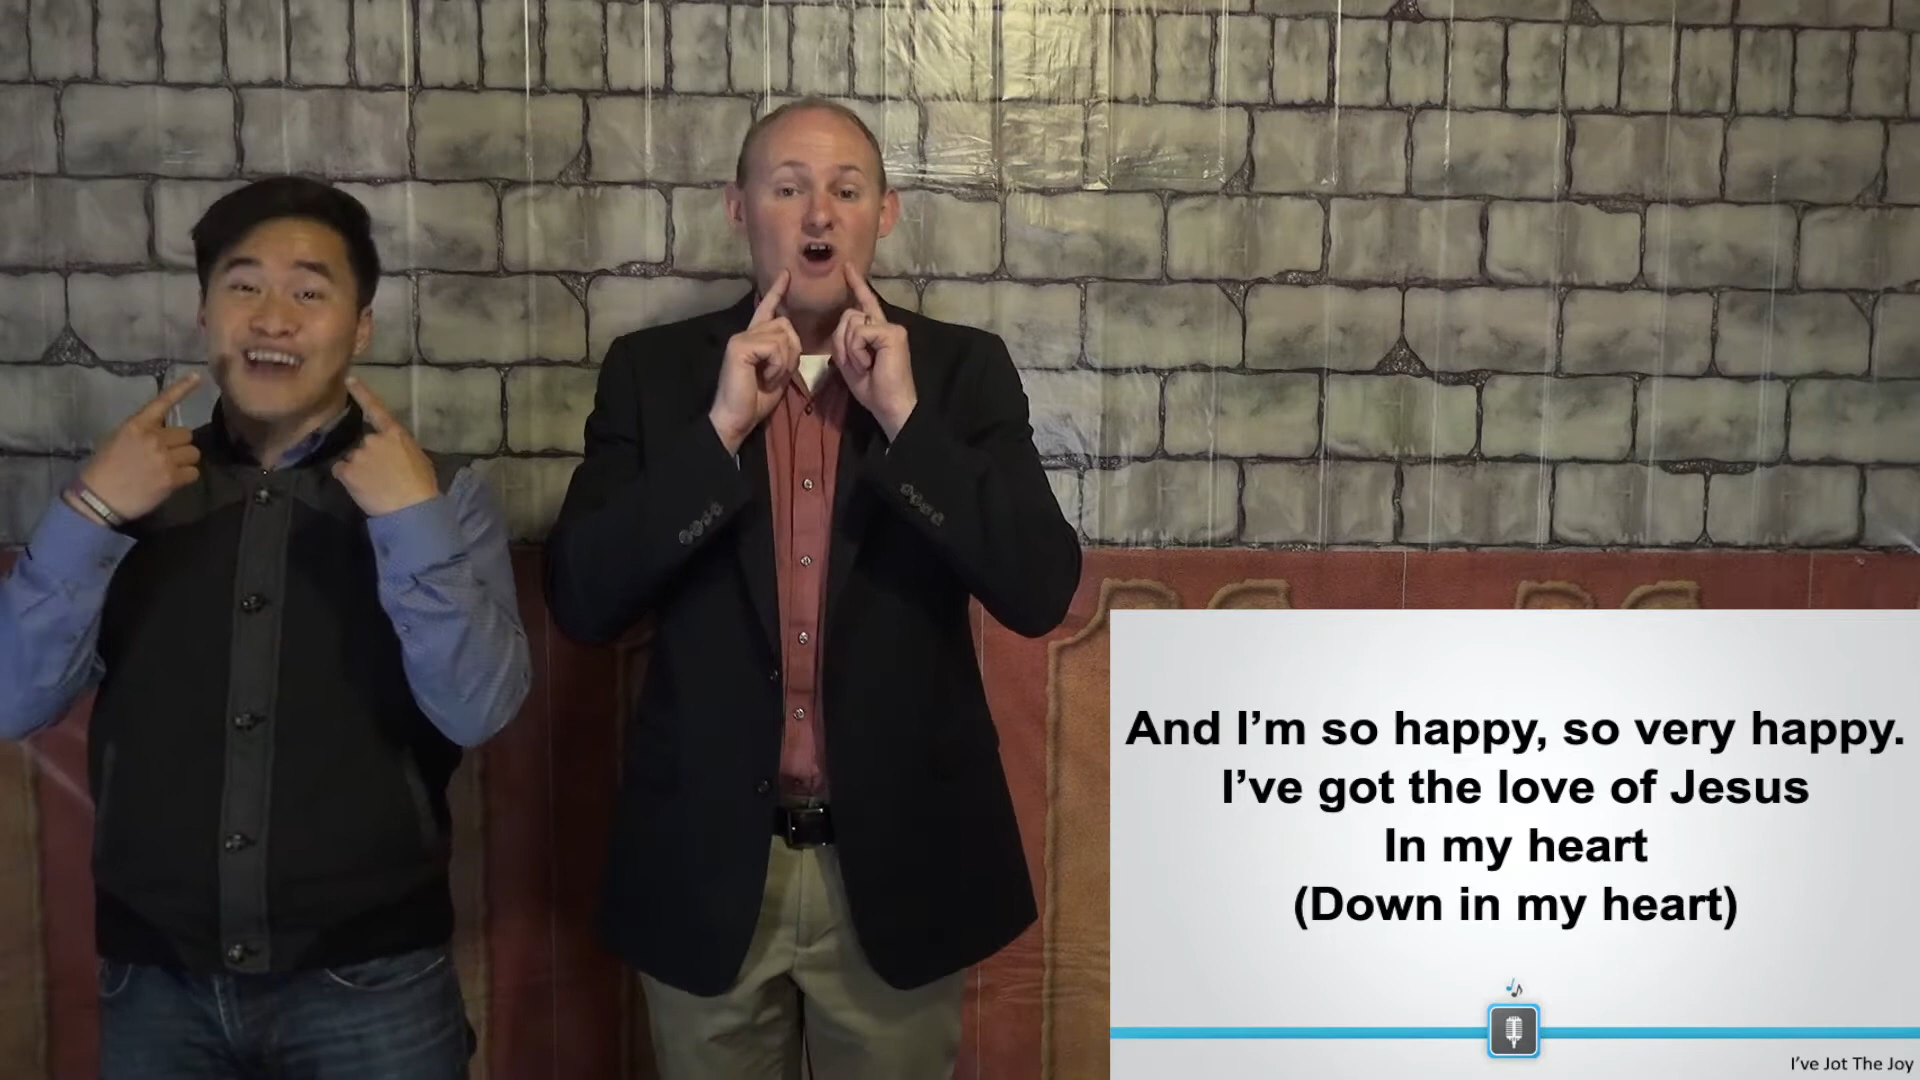 And I’m so happy, so very happy.
I’ve got the love of Jesus
In my heart
(Down in my heart)
I’ve Jot The Joy